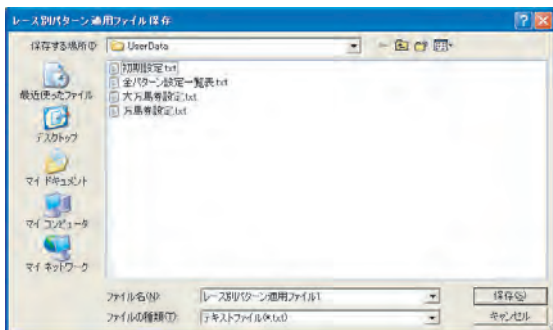 レース別パターン適用ファイル保存
保存する場所(I): UserData
初期設定.txt
全パターン設定一覧表.txt
大万馬券設定.txt
万馬券設定.txt
最近使ったファイル
デスクトップ
マイ ドキュメント
マイ コンピュータ
マイ ネットワーク
ファイル名(N): レース別パターン適用ファイル1 保存(S)
ファイルの種類(T): テキストファイル(*.txt) キャンセル